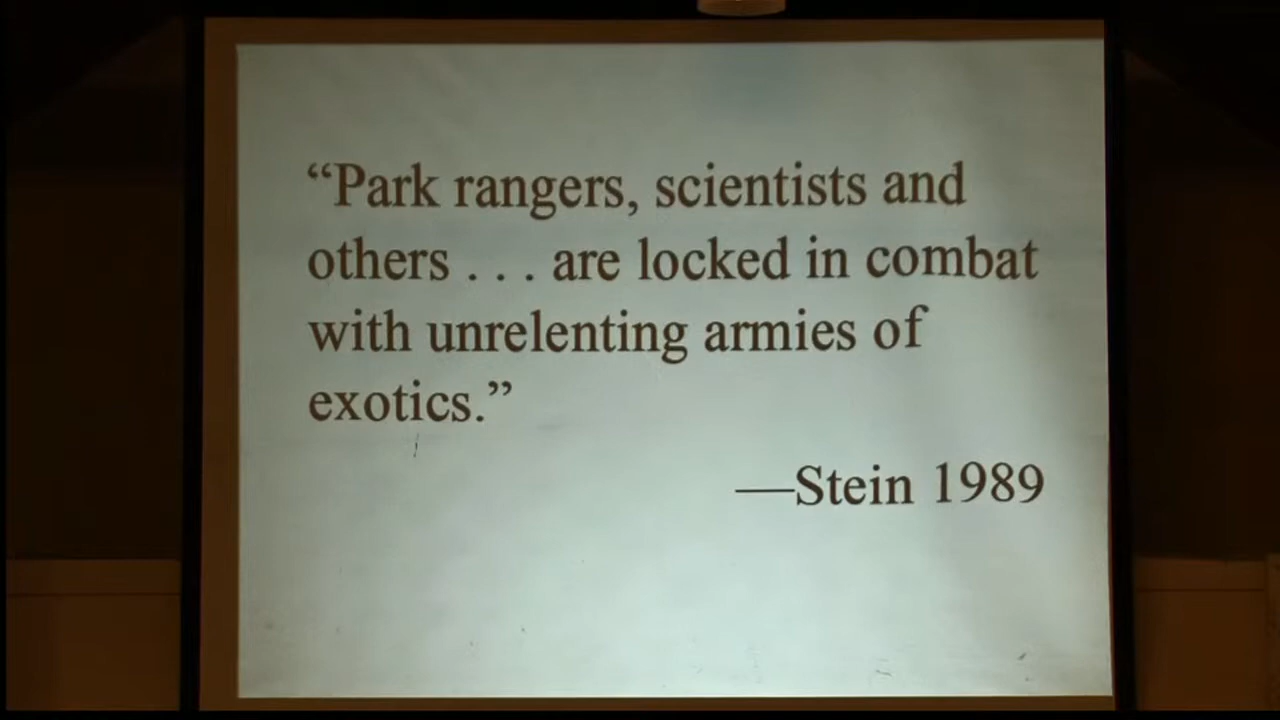 “Park rangers, scientists and
others . . . are locked in combat
with unrelenting armies of
exotics.”
—Stein 1989